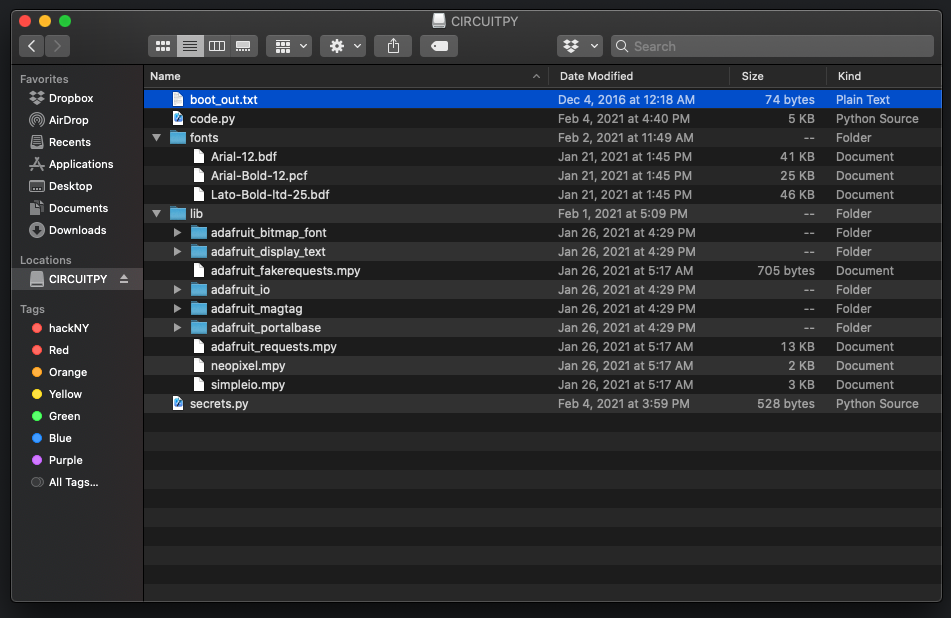 CIRCUITPY
Search
Favorites
Dropbox
AirDrop
Recents
Applications
Desktop
Documents
Downloads
Locations
CIRCUITPY
Tags
hackNY
Red
Orange
Yellow
Green
Blue
Purple
All Tags...
Name Date Modified Size Kind
boot_out.txt Dec 4, 2016 at 12:18 AM 74 bytes Plain Text
code.py Feb 4, 2021 at 4:40 PM 5 KB Python Source
fonts Feb 2, 2021 at 11:49 AM -- Folder
Arial-12.bdf Jan 21, 2021 at 1:45 PM 41 KB Document
Arial-Bold-12.pcf Jan 21, 2021 at 1:45 PM 25 KB Document
Lato-Bold-ltd-25.bdf Jan 21, 2021 at 1:45 PM 46 KB Document
lib Feb 1, 2021 at 5:09 PM -- Folder
adafruit_bitmap_font Jan 26, 2021 at 4:29 PM -- Folder
adafruit_display_text Jan 26, 2021 at 4:29 PM -- Folder
adafruit_fakerequests.mpy Jan 26, 2021 at 5:17 AM 705 bytes Document
adafruit_io Jan 26, 2021 at 4:29 PM -- Folder
adafruit_magtag Jan 26, 2021 at 4:29 PM -- Folder
adafruit_portalbase Jan 26, 2021 at 4:29 PM -- Folder
adafruit_requests.mpy Jan 26, 2021 at 5:17 AM 13 KB Document
neopixel.mpy Jan 26, 2021 at 5:17 AM 2 KB Document
simpleio.mpy Jan 26, 2021 at 5:17 AM 3 KB Document
secrets.py Feb 4, 2021 at 3:59 PM 528 bytes Python Source